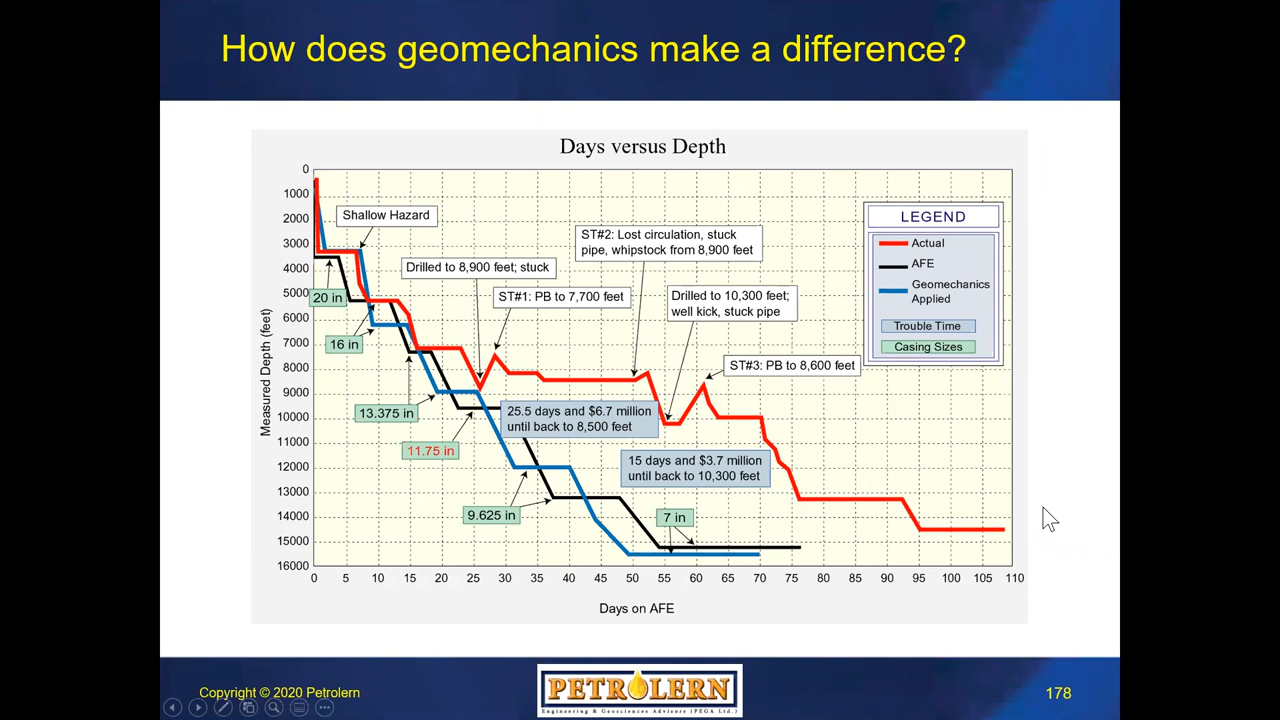 How does geomechanics make a difference?
Days versus Depth
Measured Depth (feet)
0
1000
2000
3000
4000
5000
6000
7000
8000
9000
10000
11000
12000
13000
14000
15000
16000
Shallow Hazard
Drilled to 8,900 feet; stuck
ST#1: PB to 7,700 feet
ST#2: Lost circulation, stuck
pipe, whipstock from 8,900 feet
Drilled to 10,300 feet;
well kick, stuck pipe
ST#3: PB to 8,600 feet
LEGEND
Actual
AFE
Geomechanics
Applied
Trouble Time
Casing Sizes
20 in
16 in
13.375 in
11.75 in
9.625 in
7 in
25.5 days and $6.7 million
until back to 8,500 feet
15 days and $3.7 million
until back to 10,300 feet
0 5 10 15 20 25 30 35 40 45 50 55 60 65 70 75 80 85 90 95 100 105 110
Days on AFE
Copyright © 2020 Petrolern
PETROLERN
Engineering & Geosciences Advisors (PEGA Ltd.)
178